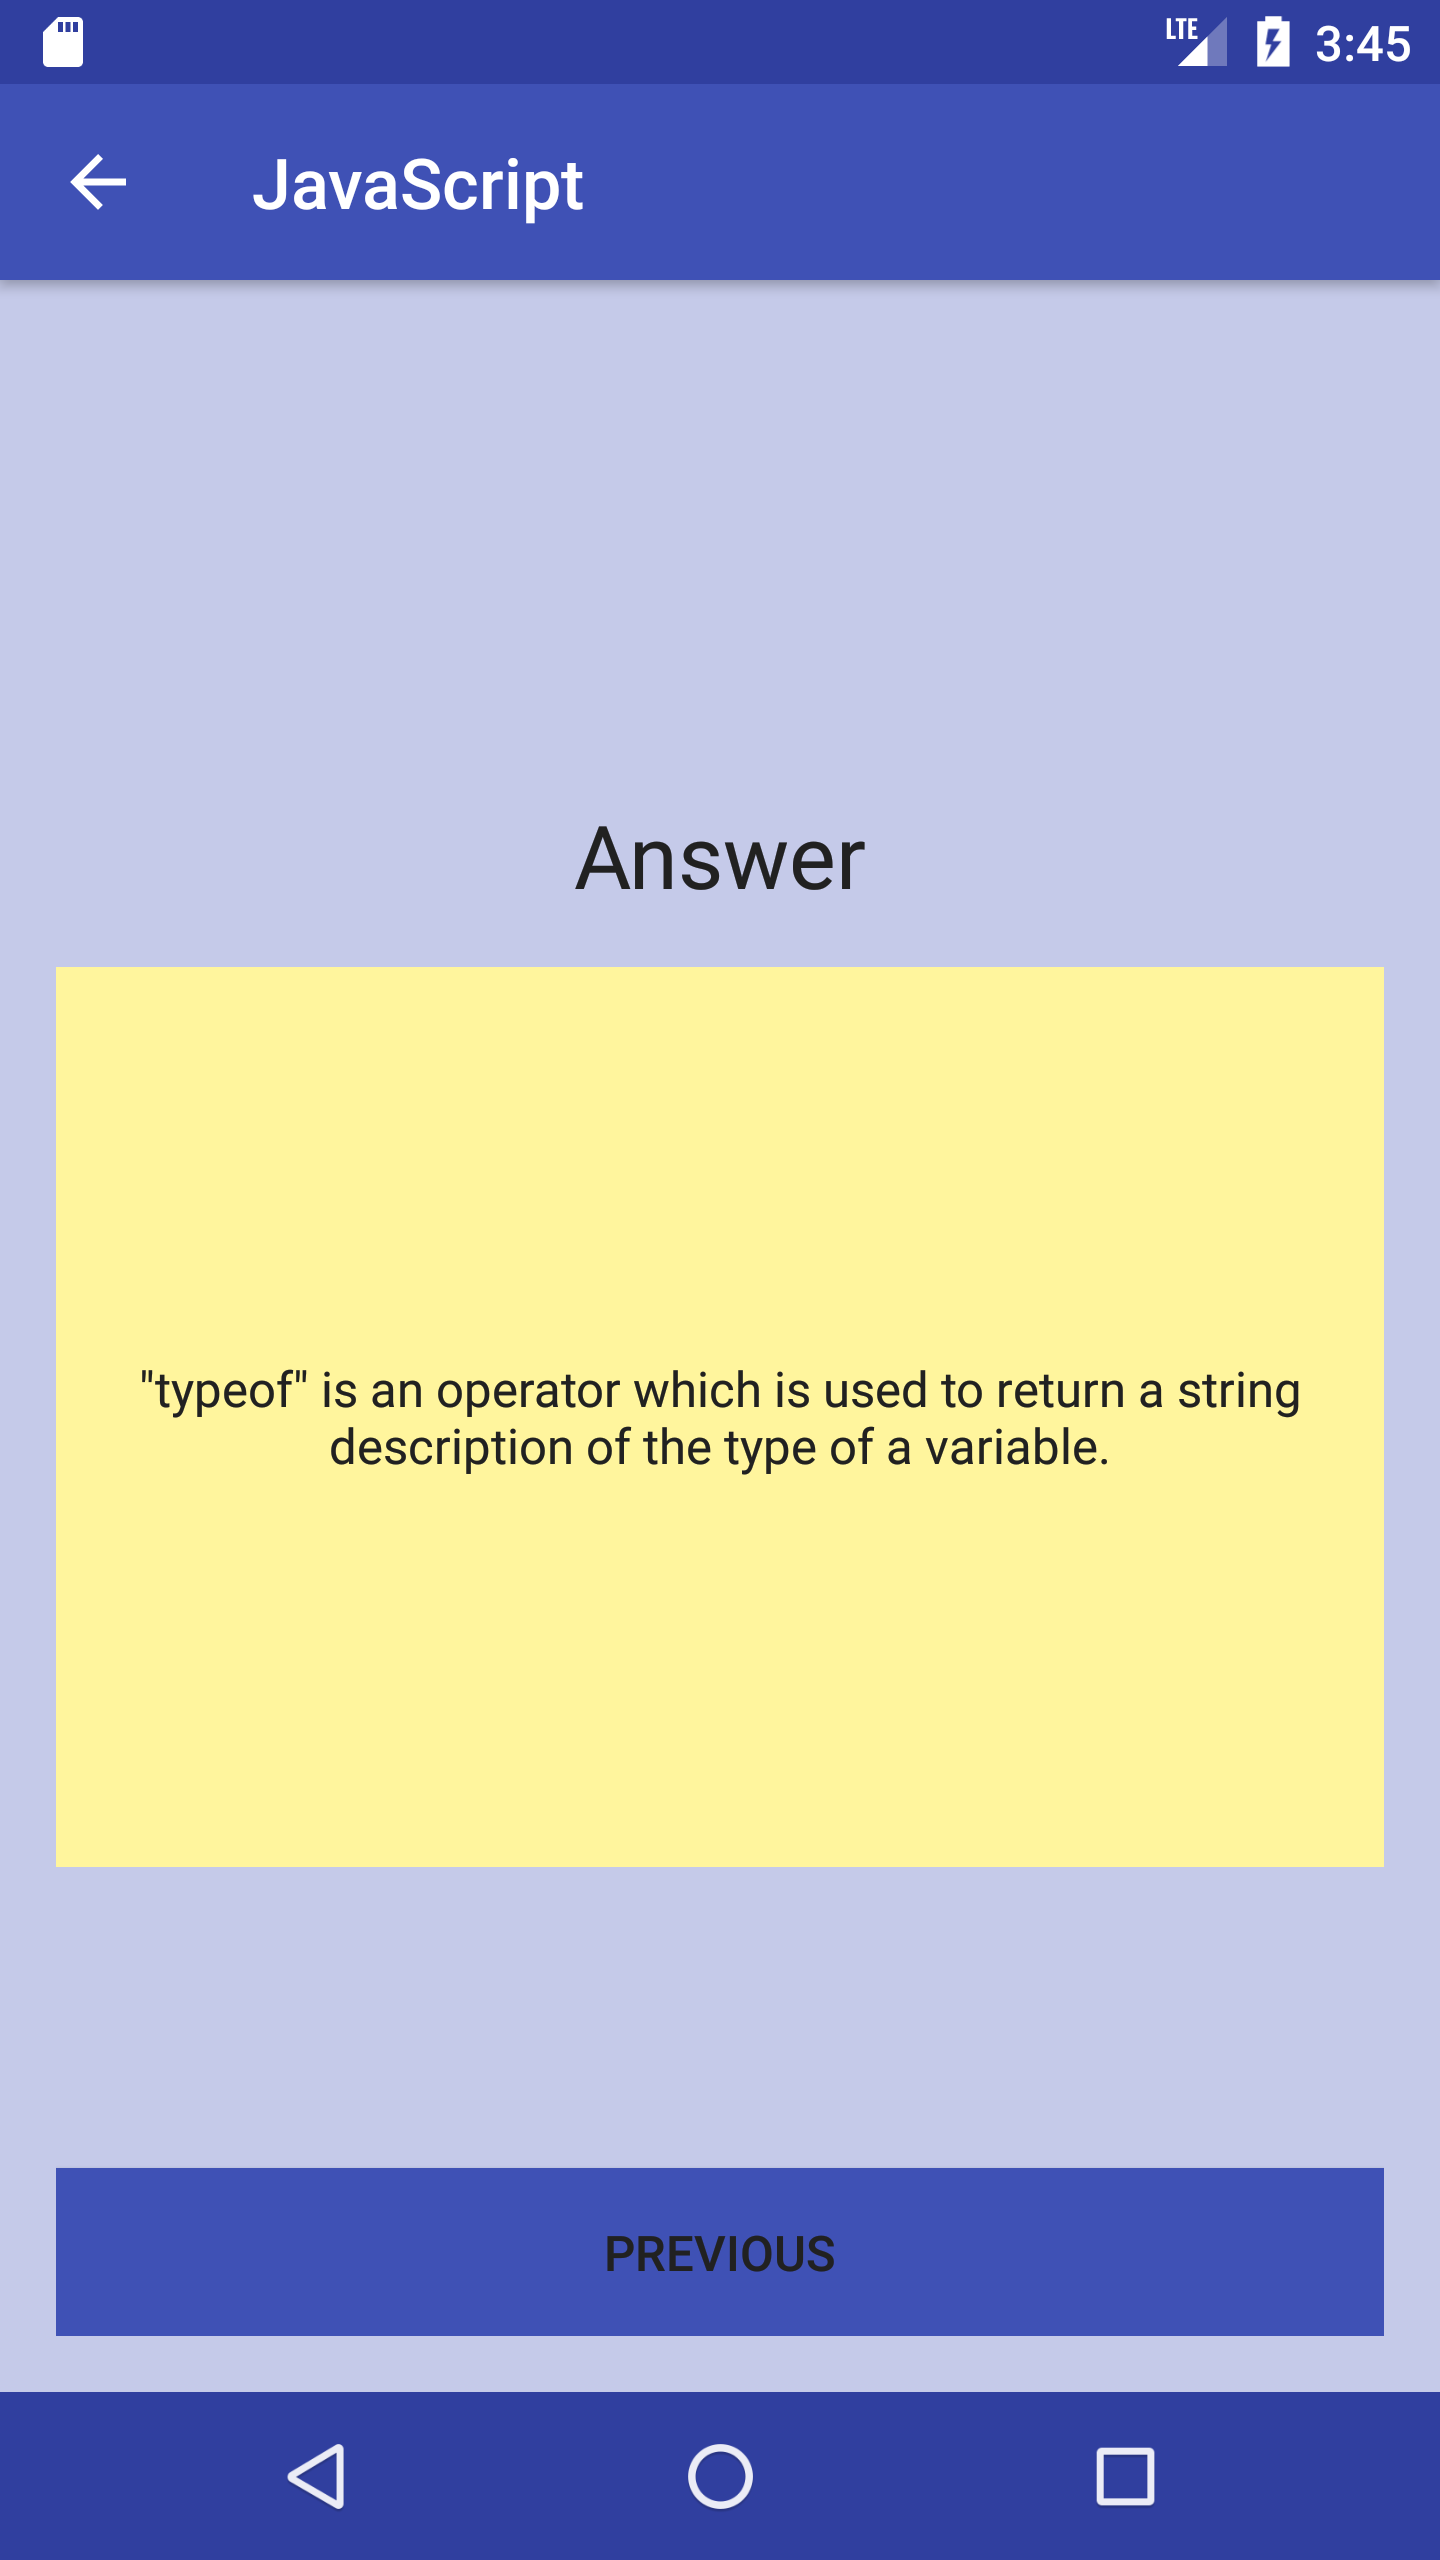 LTE 3:45
JavaScript
Answer
"typeof" is an operator which is used to return a string
description of the type of a variable.
PREVIOUS